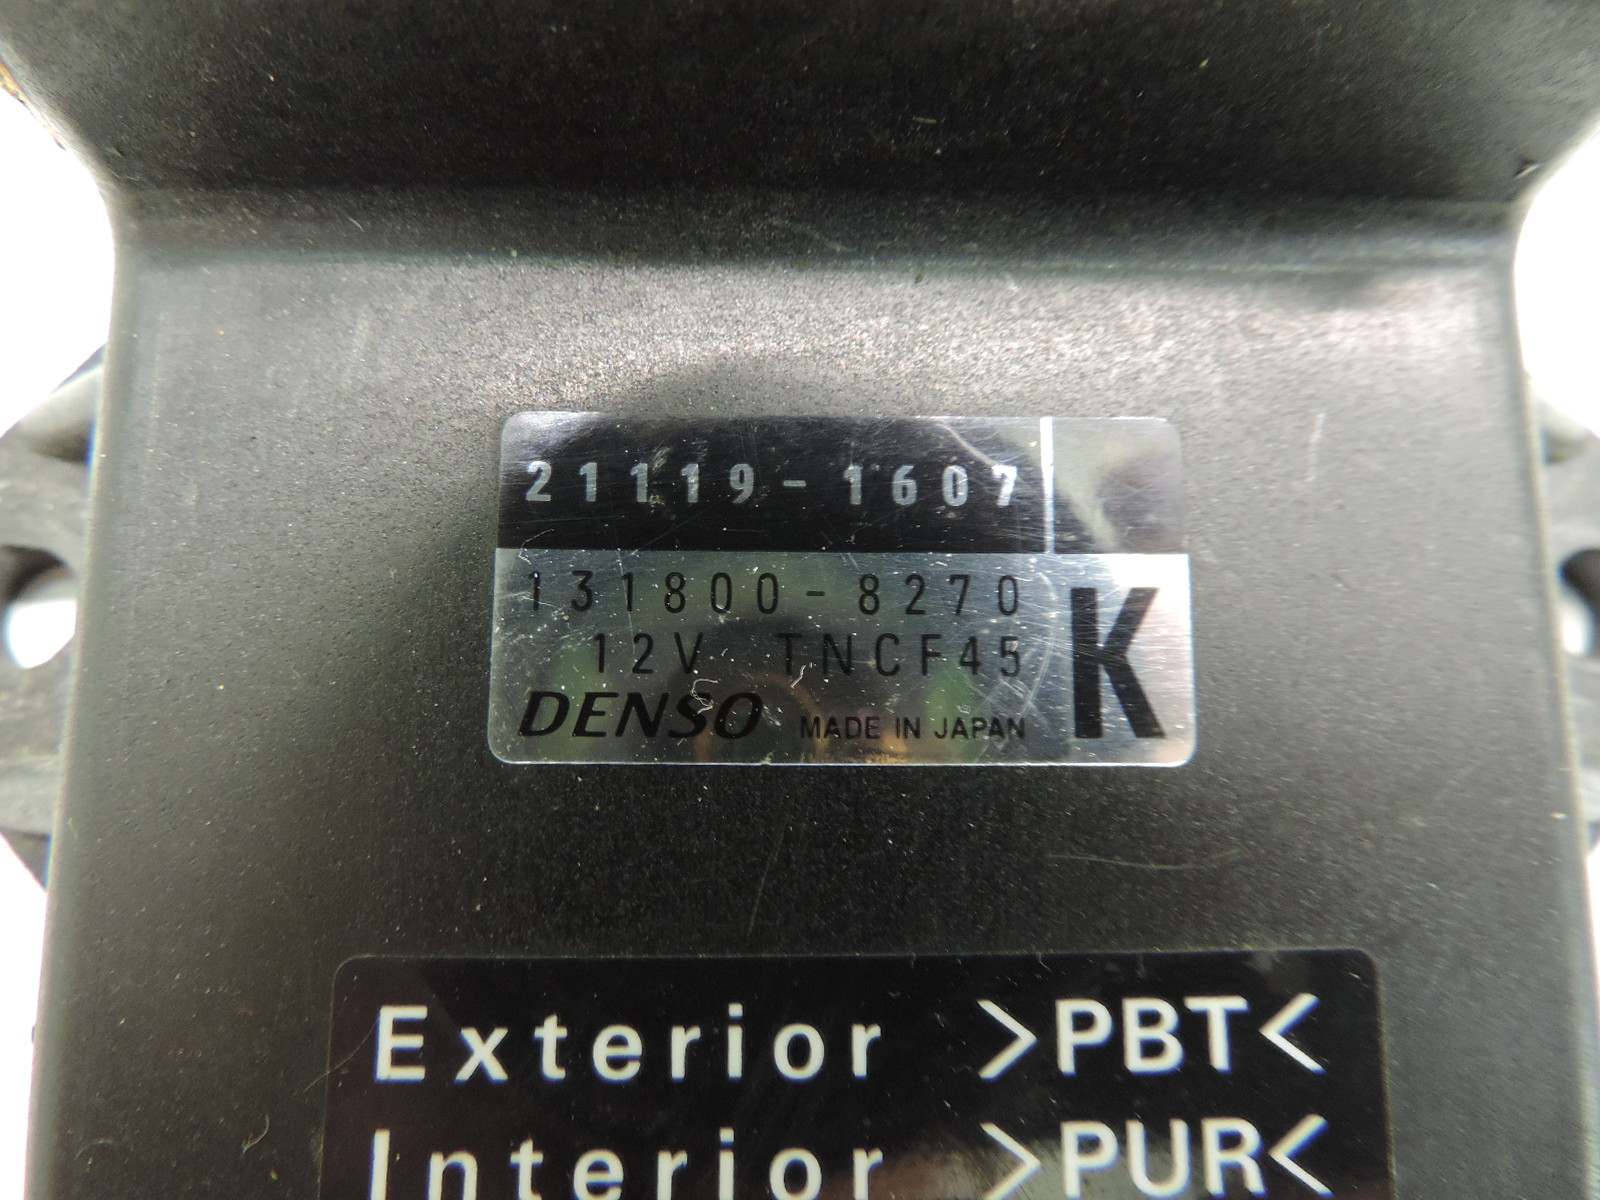 21119-1607
131800-8270
12V TNCF45
K
DENSO MADE IN JAPAN
Exterior >PBT<
Interior >PUR<